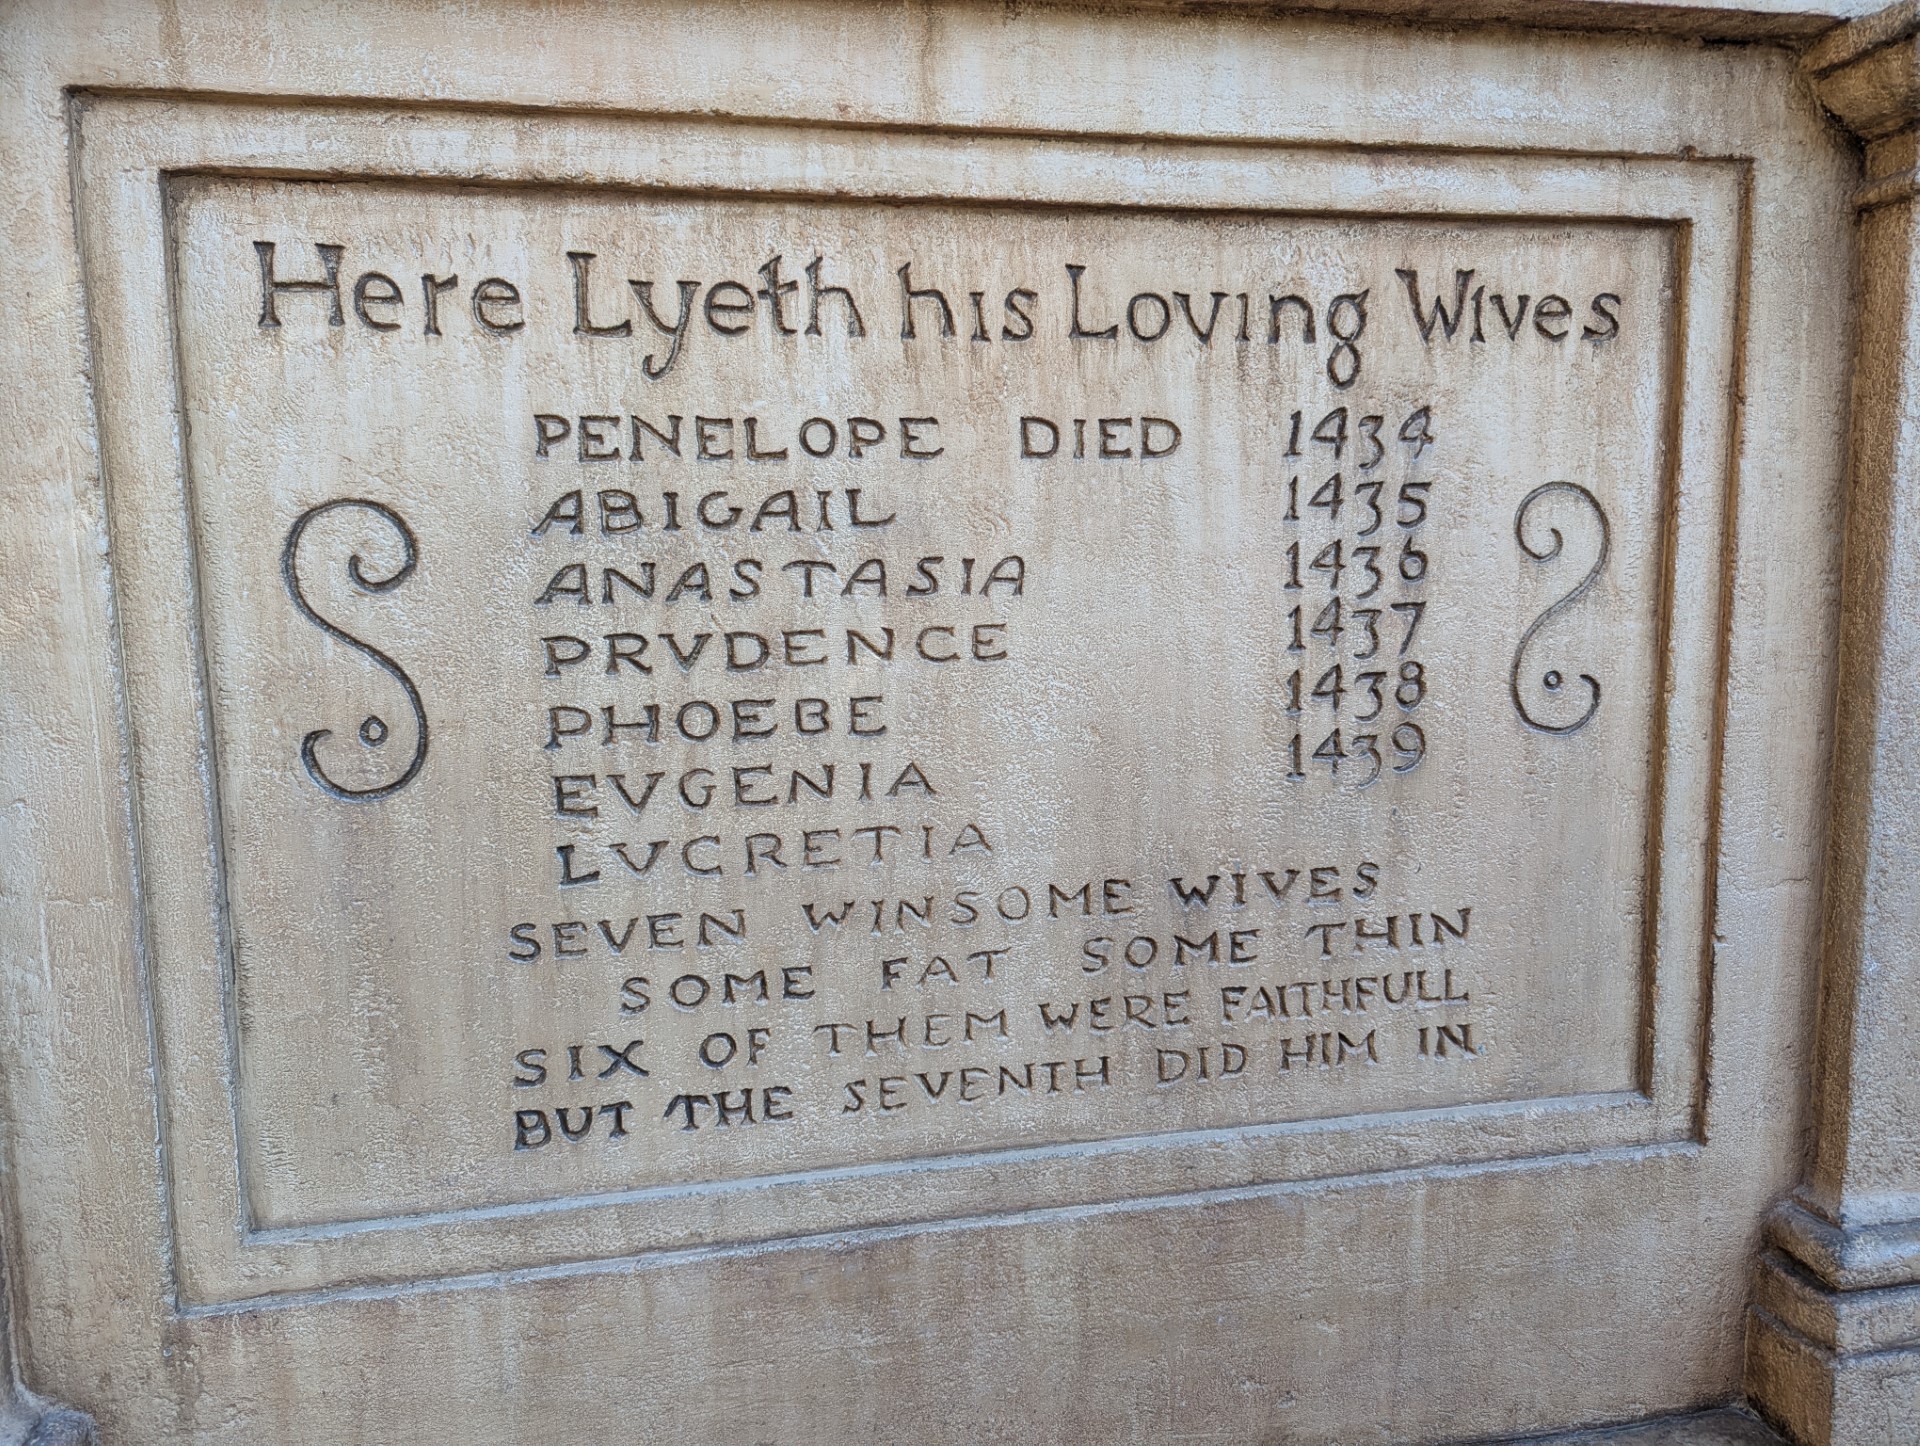 Here Lyeth his Loving Wives
PENELOPE DIED 1434
ABIGAIL 1435
ANASTASIA 1436
PRVDENCE 1437
PHOEBE 1438
EVGENIA 1439
LVCRETIA
SEVEN WINSOME WIVES
SOME FAT SOME THIN
SIX OF THEM WERE FAITHFULL
BUT THE SEVENTH DID HIM IN.